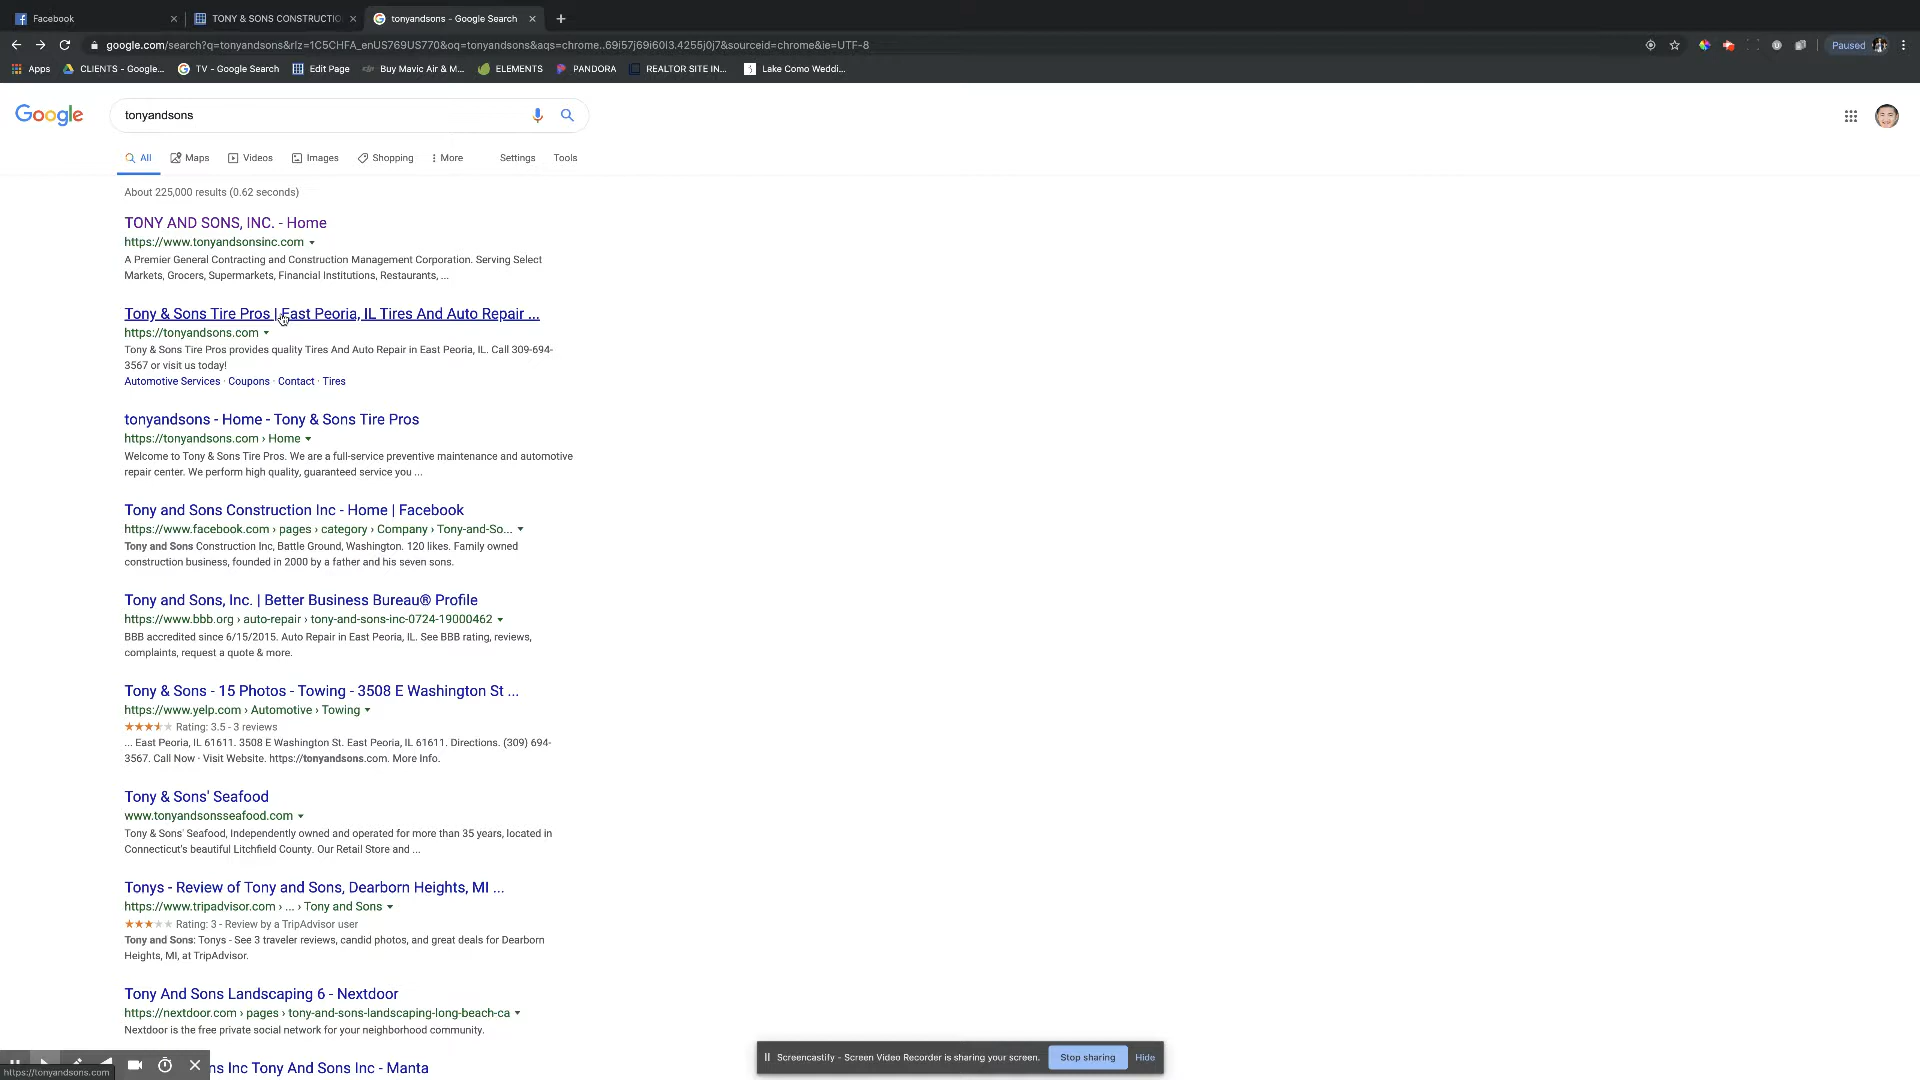 Facebook
TONY & SONS CONSTRUCTIO
tonyandsons - Google Search
google.com/search?q=tonyandsons&rlz=1C5CHFA_enUS769US770&oq=tonyandsons&aqs=chrome..69i57j69i60l3.4255j0j7&sourceid=chrome&ie=UTF-8
Paused
Apps
CLIENTS - Google...
TV - Google Search
Edit Page
Buy Mavic Air & M...
ELEMENTS
PANDORA
REALTOR SITE IN...
Lake Como Weddi...
Google
tonyandsons
All
Maps
Videos
Images
Shopping
More
Settings
Tools
About 225,000 results (0.62 seconds)
TONY AND SONS, INC. - Home
https://www.tonyandsonsinc.com
A Premier General Contracting and Construction Management Corporation. Serving Select
Markets, Grocers, Supermarkets, Financial Institutions, Restaurants, ...
Tony & Sons Tire Pros | East Peoria, IL Tires And Auto Repair ...
https://tonyandsons.com
Tony & Sons Tire Pros provides quality Tires And Auto Repair in East Peoria, IL. Call 309-694-
3567 or visit us today!
Automotive Services · Coupons · Contact · Tires
tonyandsons - Home - Tony & Sons Tire Pros
https://tonyandsons.com › Home
Welcome to Tony & Sons Tire Pros. We are a full-service preventive maintenance and automotive
repair center. We perform high quality, guaranteed service you ...
Tony and Sons Construction Inc - Home | Facebook
https://www.facebook.com › pages › category › Company › Tony-and-So...
Tony and Sons Construction Inc, Battle Ground, Washington. 120 likes. Family owned
construction business, founded in 2000 by a father and his seven sons.
Tony and Sons, Inc. | Better Business Bureau® Profile
https://www.bbb.org › auto-repair › tony-and-sons-inc-0724-19000462
BBB accredited since 6/15/2015. Auto Repair in East Peoria, IL. See BBB rating, reviews,
complaints, request a quote & more.
Tony & Sons - 15 Photos - Towing - 3508 E Washington St ...
https://www.yelp.com › Automotive › Towing
Rating: 3.5 - 3 reviews
... East Peoria, IL 61611. 3508 E Washington St. East Peoria, IL 61611. Directions. (309) 694-
3567. Call Now · Visit Website. https://tonyandsons.com. More Info.
Tony & Sons' Seafood
www.tonyandsonsseafood.com
Tony & Sons' Seafood, Independently owned and operated for more than 35 years, located in
Connecticut's beautiful Litchfield County. Our Retail Store and ...
Tonys - Review of Tony and Sons, Dearborn Heights, MI ...
https://www.tripadvisor.com › ... › Tony and Sons
Rating: 3 - Review by a TripAdvisor user
Tony and Sons: Tonys - See 3 traveler reviews, candid photos, and great deals for Dearborn
Heights, MI, at TripAdvisor.
Tony And Sons Landscaping 6 - Nextdoor
https://nextdoor.com › pages › tony-and-sons-landscaping-long-beach-ca
Nextdoor is the free private social network for your neighborhood community.
ns Inc Tony And Sons Inc - Manta
https://tonyandsons.com
Screencastify - Screen Video Recorder is sharing your screen.
Stop sharing
Hide